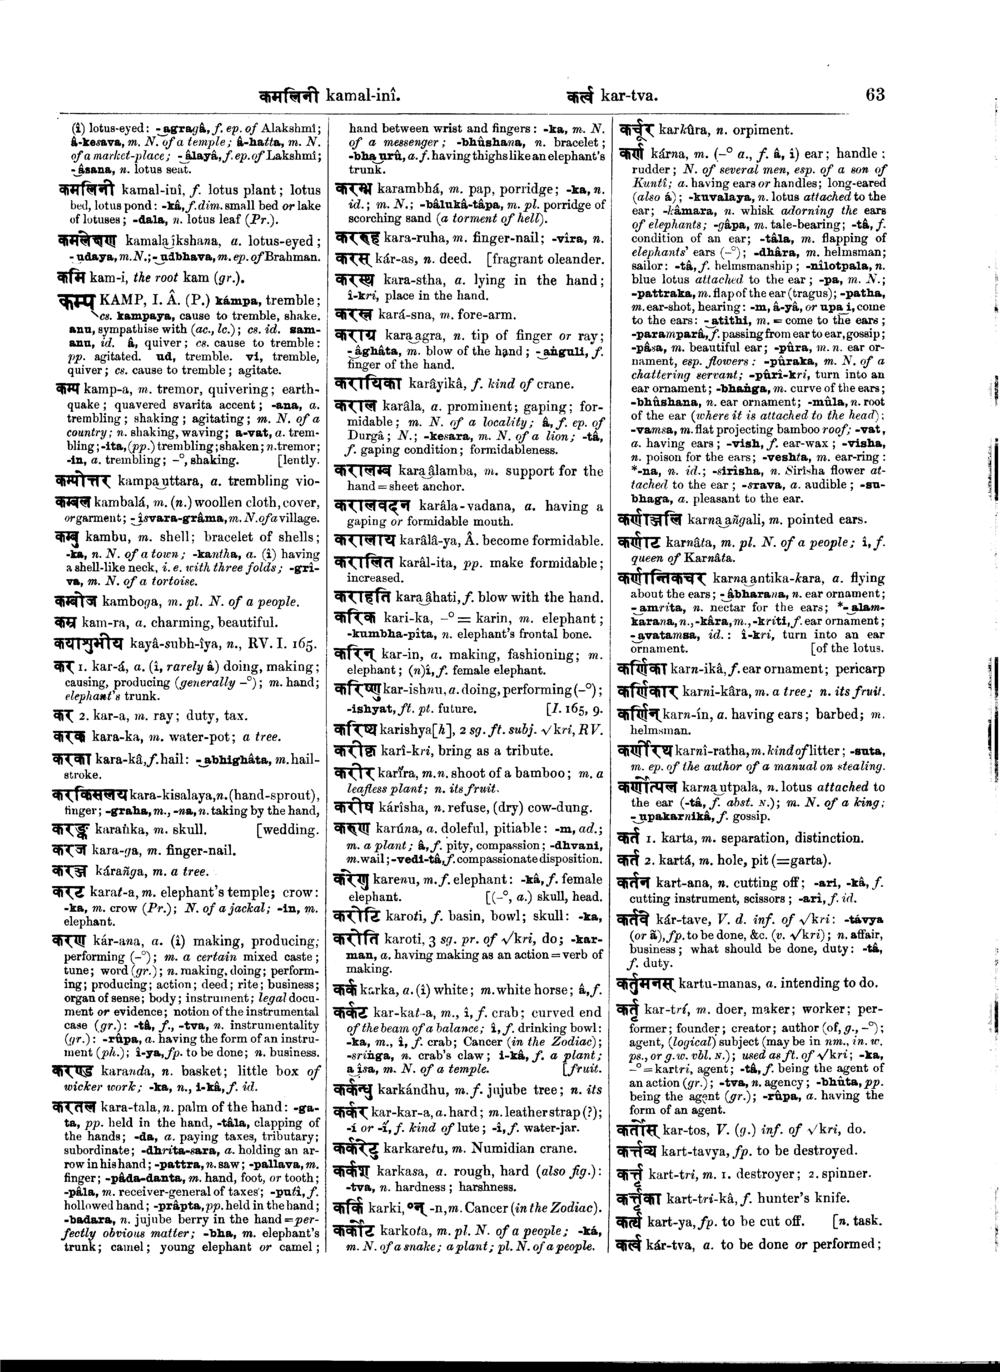 कमलिनी kamal-inî.
कर्त्व kar-tva.
63
(î) lotus-eyed: -agragâ, f. ep. of Alakshmî;
â-kesava, m. N. of a temple; â-hatta, m. N.
of a market-place; -âlayâ, f. ep. of Lakshmî;
-âsana, n. lotus seat.
कमलिनी kamal-inî, f. lotus plant; lotus
bed, lotus pond: -kâ, f. dim. small bed or lake
of lotuses; -dala, n. lotus leaf (Pr.).
कमलेक्षण kamala‿îkshana, a. lotus-eyed;
-udaya, m. N.; -udbhava, m. ep. of Brahman.
कमि kam-i, the root kam (gr.).
कम्प् KAMP, I. Â. (P.) kámpa, tremble;
cs. kampaya, cause to tremble, shake.
anu, sympathise with (ac., lc.); cs. id. sam-
anu, id. â, quiver; cs. cause to tremble:
pp. agitated. ud, tremble. vi, tremble,
quiver; cs. cause to tremble; agitate.
कम्प kamp-a, m. tremor, quivering; earth-
quake; quavered svarita accent; -ana, a.
trembling; shaking; agitating; m. N. of a
country; n. shaking, waving; a-vat, a. trem-
bling; -ita, (pp.) trembling; shaken; n. tremor;
-in, a. trembling; -°, shaking. [lently.
कम्पोत्तर kampa‿uttara, a. trembling vio-
कम्बल kambalá, m. (n.) woollen cloth, cover,
or garment; -îsvara-grâma, m. N. of a village.
कम्बु kambu, m. shell; bracelet of shells;
-ka, n. N. of a town; -kantha, a. (î) having
a shell-like neck, i. e. with three folds; -grî-
va, m. N. of a tortoise.
कम्बोज kamboga, m. pl. N. of a people.
कम्र kam-ra, a. charming, beautiful.
कयाशुभीय kayâ-subh-îya, n., RV. I. 165.
कर 1. kar-á, a. (î, rarely â) doing, making;
causing, producing (generally -°); m. hand;
elephant's trunk.
कर 2. kar-a, m. ray; duty, tax.
करक kara-ka, m. water-pot; a tree.
करका kara-kâ, f. hail: -abhighâta, m. hail-
stroke.
करकिसलय kara-kisalaya, n. (hand-sprout),
finger; -graha, m., -na, n. taking by the hand,
करङ्क karaṅka, m. skull. [wedding.
करज kara-ga, m. finger-nail.
करञ्ज kárañga, m. a tree.
करट karat-a, m. elephant's temple; crow:
-ka, m. crow (Pr.); N. of a jackal; -in, m.
elephant.
करण kár-ana, a. (î) making, producing;
performing (-°); m. a certain mixed caste;
tune; word (gr.); n. making, doing; perform-
ing; producing; action; deed; rite; business;
organ of sense; body; instrument; legal docu-
ment or evidence; notion of the instrumental
case (gr.): -tâ, f., -tva, n. instrumentality
(gr.): -rûpa, a. having the form of an instru-
ment (ph.); î-ya, fp. to be done; n. business.
करण्ड karanda, n. basket; little box of
wicker work; -ka, n., i-kâ, f. id.
करतल kara-tala, n. palm of the hand: -ga-
ta, pp. held in the hand, -tâla, clapping of
the hands; -da, a. paying taxes, tributary;
subordinate; -dhrita-sara, a. holding an ar-
row in his hand; -pattra, n. saw; -pallava, m.
finger; -pâda-danta, m. hand, foot, or tooth;
-pâla, m. receiver-general of taxes; -putî, f.
hollowed hand; -prâpta, pp. held in the hand;
-badara, n. jujube berry in the hand=per-
fectly obvious matter; -bha, m. elephant's
trunk; camel; young elephant or camel;
hand between wrist and fingers: -ka, m. N.
of a messenger; -bhûshana, n. bracelet;
-bha‿ûrû, a. f. having thighs like an elephant's
trunk.
करम्भ karambhá, m. pap, porridge; -ka, n.
id.; m. N.; -bâlukâ-tâpa, m. pl. porridge of
scorching sand (a torment of hell).
कररुह kara-ruha, m. finger-nail; -vîra, n.
करस् kár-as, n. deed. [fragrant oleander.
करस्थ kara-stha, a. lying in the hand;
î-kri, place in the hand.
करस्न kará-sna, m. fore-arm.
कराग्र kara‿agra, n. tip of finger or ray;
-âghâta, m. blow of the hand; -anguli, f.
finger of the hand.
करायिका karâyikâ, f. kind of crane.
कराल karâla, a. prominent; gaping; for-
midable; m. N. of a locality; â, f. ep. of
Durgâ; N.; -kesara, m. N. of a lion; -tâ,
f. gaping condition; formidableness.
करालम्ब kara‿âlamba, m. support for the
hand=sheet anchor.
करालवदन karâla-vadana, a. having a
gaping or formidable mouth.
करालाय karâlâ-ya, Â. become formidable.
करालित karâl-ita, pp. make formidable;
increased.
कराहति kara‿âhati, f. blow with the hand.
करिक kari-ka, -°= karin, m. elephant;
-kumbha-pîta, n. elephant's frontal bone.
करिन् kar-in, a. making, fashioning; m.
elephant; (n)î, f. female elephant.
करिष्णु kar-ishnu, a. doing, performing (-°);
-ishyat, ft. pt. future. [I. 165, 9.
करिष्य karishya[h], 2 sg. ft. subj. √kri, RV.
करीकृ karî-kri, bring as a tribute.
करीर karîra, m. n. shoot of a bamboo; m. a
leafless plant; n. its fruit.
करीष kárîsha, n. refuse, (dry) cow-dung.
करुण karúna, a. doleful, pitiable: -m, ad.;
m. a plant; â, f. pity, compassion; -dhvani,
m. wail; -vedi-tâ, f. compassionate disposition.
करेणु karenu, m. f. elephant: -kâ, f. female
elephant. [(-°, a.) skull, head.
करोटि karoti, f. basin, bowl; skull: -ka,
करोति karoti, 3 sg. pr. of √kri, do; -kar-
man, a. having making as an action=verb of
making.
कर्क karka, a. (î) white; m. white horse; â, f.
कर्कट kar-kat-a, m., î, f. crab; curved end
of the beam of a balance; î, f. drinking bowl:
-ka, m., î, f. crab; Cancer (in the Zodiac);
-sringa, n. crab's claw; i-kâ, f. a plant;
a‿îsa, m. N. of a temple. [fruit.
कर्कन्धु karkándhu, m. f. jujube tree; n. its
कर्कर kar-kar-a, a. hard; m. leather strap (?);
-i or -î, f. kind of lute; -î, f. water-jar.
कर्करेटु karkaretu, m. Numidian crane.
कर्कश karkasa, a. rough, hard (also fig.):
-tva, n. hardness; harshness.
कर्कि karki, °न् -n, m. Cancer (in the Zodiac).
कर्कोट karkota, m. pl. N. of a people; -ká,
m. N. of a snake; a plant; pl. N. of a people.
कर्चूर karkûra, n. orpiment.
कर्ण kárna, m. (-° a., f. â, î) ear; handle;
rudder; N. of several men, esp. of a son of
Kuntî; a. having ears or handles; long-eared
(also á); -kuvalaya, n. lotus attached to the
ear; -kâmara, n. whisk adorning the ears
of elephants; -gâpa, m. tale-bearing; -tâ, f.
condition of an ear; -tâla, m. flapping of
elephants' ears (-°); -dhâra, m. helmsman;
sailor: -tâ, f. helmsmanship; -nîlotpala, n.
blue lotus attached to the ear; -pa, m. N.;
-pattraka, m. flap of the ear (tragus); -patha,
m. ear-shot, hearing: -m, â-yâ, or upa‿i, come
to the ears: -atithi, m. = come to the ears;
-paramparâ, f. passing from ear to ear, gossip;
-pâsa, m. beautiful ear; -pûra, m. n. ear or-
nament, esp. flowers: -pûraka, m. N. of a
chattering servant; -pûrî-kri, turn into an
ear ornament; -bhanga, m. curve of the ears;
-bhûshana, n. ear ornament; -mûla, n. root
of the ear (where it is attached to the head);
-vamsa, m. flat projecting bamboo roof; -vat,
a. having ears; -vish, f. ear-wax; -visha,
n. poison for the ears; -veshta, m. ear-ring:
*-na, n. id.; -sirîsha, n. Sirîsha flower at-
tached to the ear; -srava, a. audible; -su-
bhaga, a. pleasant to the ear.
कर्णाञ्जलि karna‿añgali, m. pointed ears.
कर्णाट karnâta, m. pl. N. of a people; î, f.
queen of Karnâta.
कर्णान्तिकचर karna‿antika-kara, a. flying
about the ears; -âbharana, n. ear ornament;
-amrita, n. nectar for the ears; *-alam-
karana, n., -kâra, m., -kriti, f. ear ornament;
-avatamsa, id.: î-kri, turn into an ear
ornament. [of the lotus.
कर्णिका karn-ikâ, f. ear ornament; pericarp
कर्णिकार karni-kâra, m. a tree; n. its fruit.
कर्णिन् karn-ín, a. having ears; barbed; m.
helmsman.
कर्णीरथ karnî-ratha, m. kind of litter; -suta,
m. ep. of the author of a manual on stealing.
कर्णोत्पल karna‿utpala, n. lotus attached to
the ear (-tâ, f. abst. N.); m. N. of a king;
-upakarnikâ, f. gossip.
कर्त 1. karta, m. separation, distinction.
कर्त 2. kartá, m. hole, pit (=garta).
कर्तन kart-ana, n. cutting off; -ari, -kâ, f.
cutting instrument, scissors; -arî, f. id.
कर्तवे kár-tave, V. d. inf. of √kri: -távya
(or ã), fp. to be done, &c. (v. √kri); n. affair,
business; what should be done, duty: -tâ,
f. duty.
कर्तुमनस् kartu-manas, a. intending to do.
कर्तृ kar-trí, m. doer, maker; worker; per-
former; founder; creator; author (of, g., -°);
agent, (logical) subject (may be in nm., in. w.
ps., or g. w. vbl. N.); used as ft. of √kri; -ka,
-°=kartri, agent; -tâ, f. being the agent of
an action (gr.); -tva, n. agency; -bhûta, pp.
being the agent (gr.); -rûpa, a. having the
form of an agent.
कर्तोस् kar-tos, V. (g.) inf. of √kri, do.
कर्त्तव्य kart-tavya, fp. to be destroyed.
कर्त्तृ kart-tri, m. 1. destroyer; 2. spinner.
कर्त्तृका kart-tri-kâ, f. hunter's knife.
कर्त्य kart-ya, fp. to be cut off. [n. task.
कर्त्व kár-tva, a. to be done or performed;